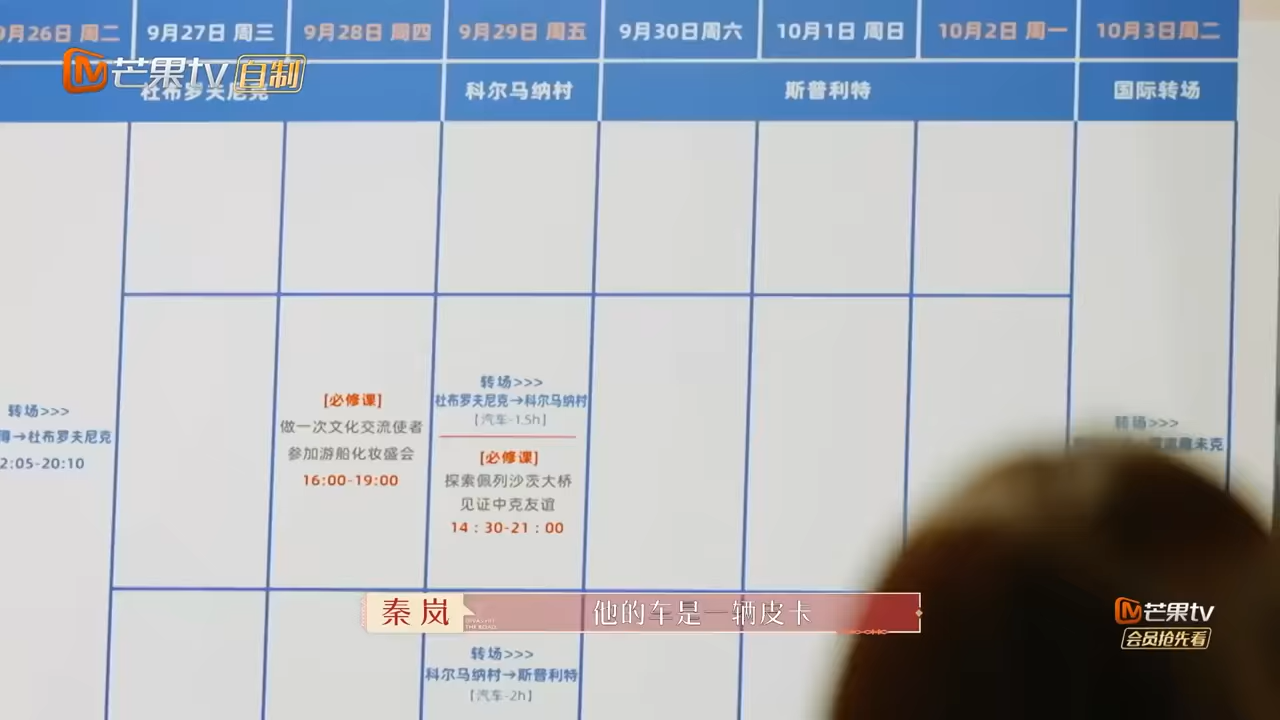 9月26日 周二
9月27日 周三
9月28日 周四
9月29日 周五
9月30日周六
10月1日 周日
10月2日 周一
10月3日周二
芒果tv 自制
杜布罗夫尼克
科尔马纳村
斯普利特
国际转场
转场>>>
→杜布罗夫尼克
2:05-20:10
[必修课]
做一次文化交流使者
参加游船化妆盛会
16:00-19:00
转场>>>
杜布罗夫尼克→科尔马纳村
[汽车-1.5h]
[必修课]
探索佩列沙茨大桥
见证中克友谊
14：30-21：00
转场>>>
科尔马纳村→斯普利特
[汽车-2h]
转场>>>
雅未克
秦岚
他的车是一辆皮卡
芒果tv
会员抢先看